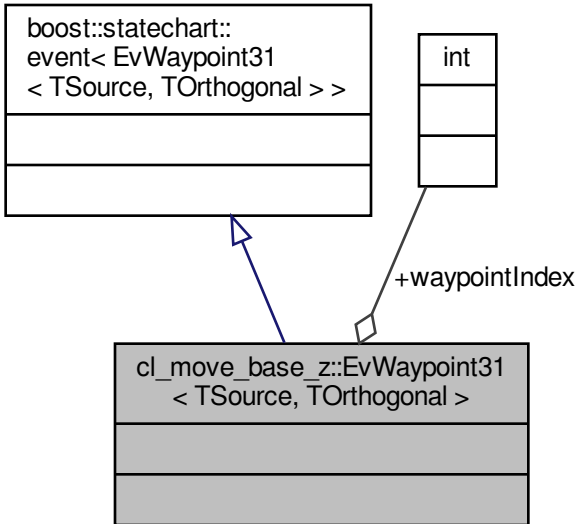 boost::statechart::
event< EvWaypoint31
< TSource, TOrthogonal > >
int
+waypointIndex
cl_move_base_z::EvWaypoint31
< TSource, TOrthogonal >